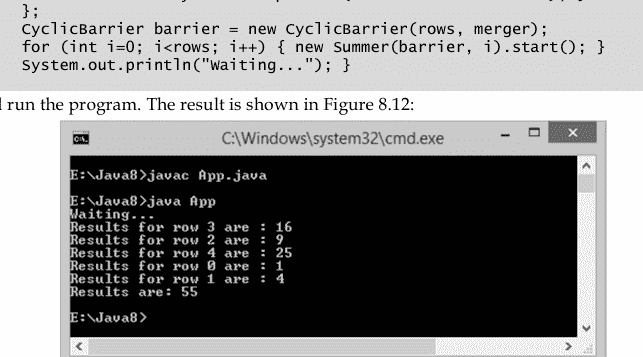 };
CyclicBarrier barrier = new CyclicBarrier(rows, merger);
for (int i=0; i<rows; i++) { new Summer(barrier, i).start(); }
System.out.println("Waiting..."); }
run the program. The result is shown in Figure 8.12:
C:\Windows\system32\cmd.exe
E:\Java8>javac App.java
E:\Java8>java App
Waiting...
Results for row 3 are : 16
Results for row 2 are : 9
Results for row 4 are : 25
Results for row 0 are : 1
Results for row 1 are : 4
Results are: 55
E:\Java8>